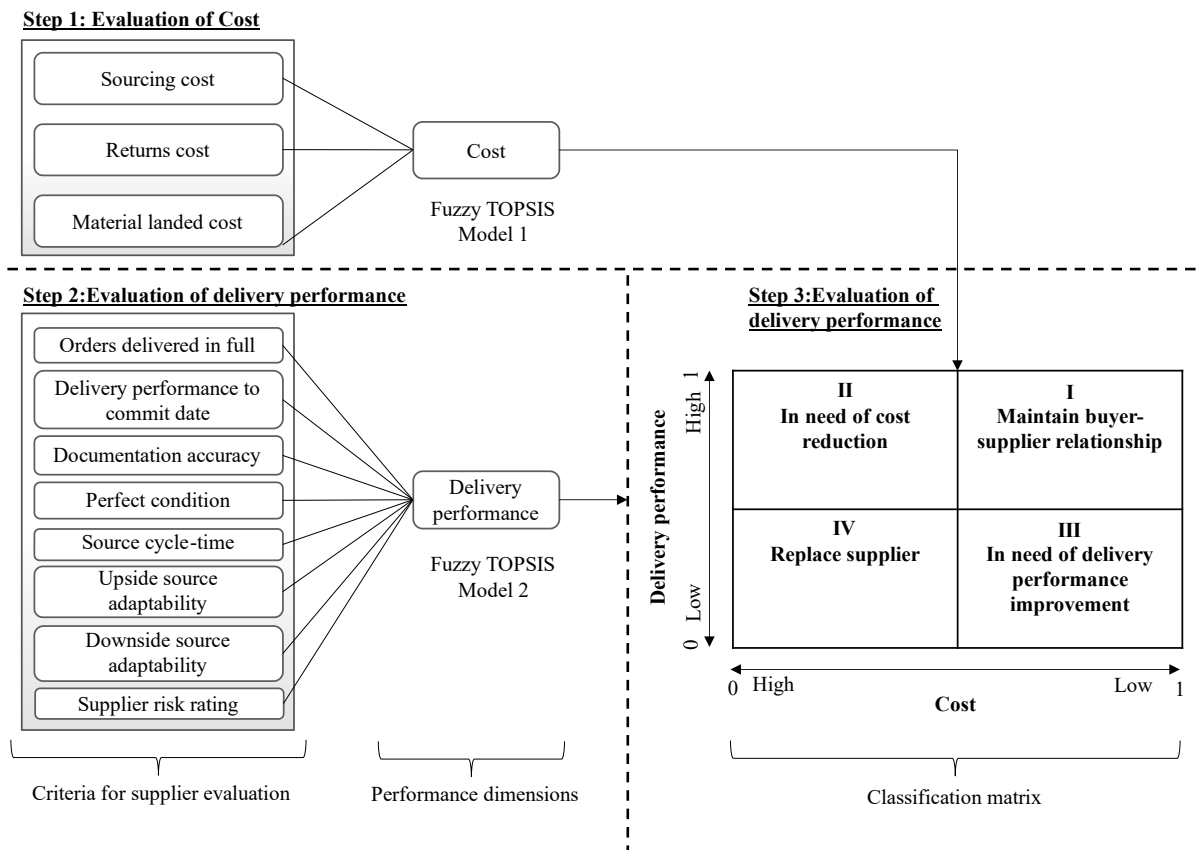 Step 1: Evaluation of Cost
Sourcing cost
Returns cost
Material landed cost
Cost
Fuzzy TOPSIS
Model 1
Step 2:Evaluation of delivery performance
Orders delivered in full
Delivery performance to
commit date
Documentation accuracy
Perfect condition
Source cycle-time
Upside source
adaptability
Downside source
adaptability
Supplier risk rating
Delivery
performance
Fuzzy TOPSIS
Model 2
Criteria for supplier evaluation
Performance dimensions
Step 3:Evaluation of
delivery performance
Delivery performance
0 Low
High 1
II
In need of cost
reduction
I
Maintain buyer-
supplier relationship
IV
Replace supplier
III
In need of delivery
performance
improvement
0 High
Low 1
Cost
Classification matrix